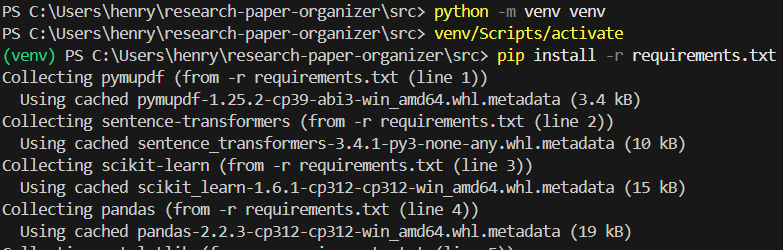 PS C:\Users\henry\research-paper-organizer\src> python -m venv venv
PS C:\Users\henry\research-paper-organizer\src> venv/Scripts/activate
(venv) PS C:\Users\henry\research-paper-organizer\src> pip install -r requirements.txt
Collecting pymupdf (from -r requirements.txt (line 1))
  Using cached pymupdf-1.25.2-cp39-abi3-win_amd64.whl.metadata (3.4 kB)
Collecting sentence-transformers (from -r requirements.txt (line 2))
  Using cached sentence_transformers-3.4.1-py3-none-any.whl.metadata (10 kB)
Collecting scikit-learn (from -r requirements.txt (line 3))
  Using cached scikit_learn-1.6.1-cp312-cp312-win_amd64.whl.metadata (15 kB)
Collecting pandas (from -r requirements.txt (line 4))
  Using cached pandas-2.2.3-cp312-cp312-win_amd64.whl.metadata (19 kB)